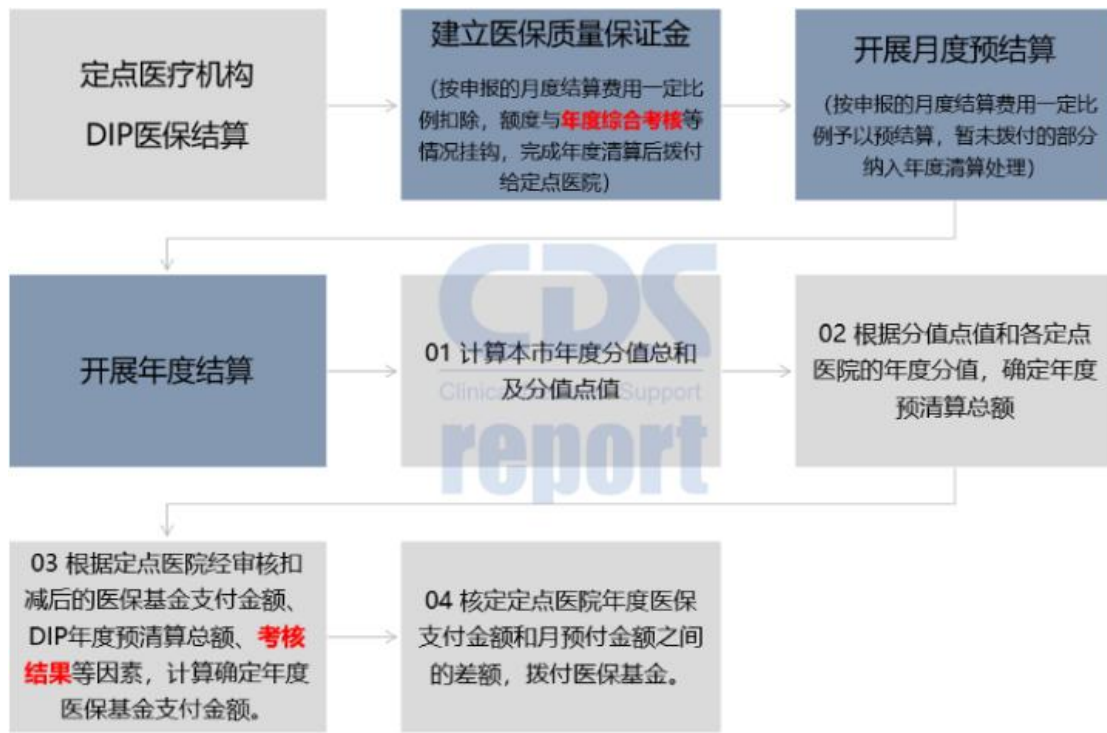 定点医疗机构
DIP医保结算
建立医保质量保证金
（按申报的月度结算费用一定比
例扣除，额度与年度综合考核等
情况挂钩，完成年度清算后拨付
给定点医院）
开展月度预结算
（按申报的月度结算费用一定比
例予以预结算，暂未拨付的部分
纳入年度清算处理）
开展年度结算
01 计算本市年度分值总和
及分值点值
02 根据分值点值和各定点
医院的年度分值，确定年度
预清算总额
03 根据定点医院经审核扣
减后的医保基金支付金额、
DIP年度预清算总额、考核
结果等因素，计算确定年度
医保基金支付金额。
04 核定定点医院年度医保
支付金额和月预付金额之间
的差额，拨付医保基金。
CDS
Support
report